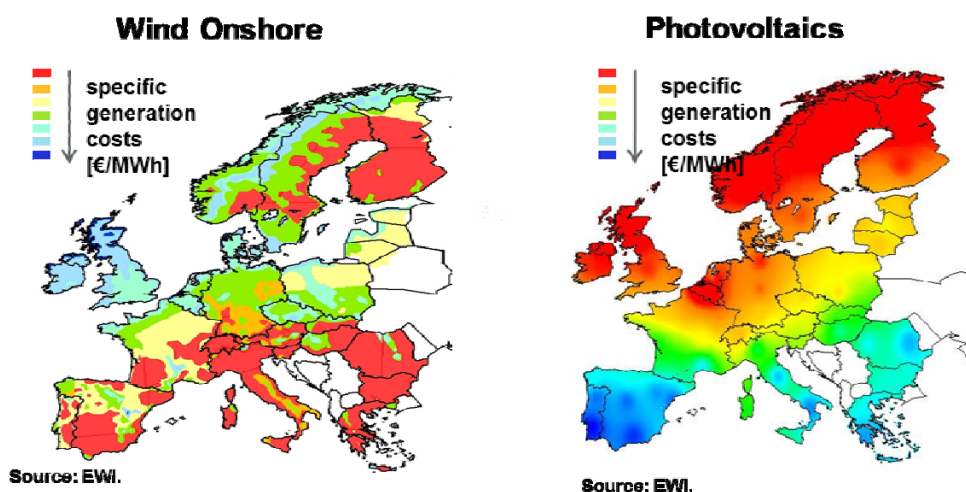 Wind Onshore
specific
generation
costs
[€/MWh]
Source: EWI.
Photovoltaics
specific
generation
costs
[€/MWh]
Source: EWI.